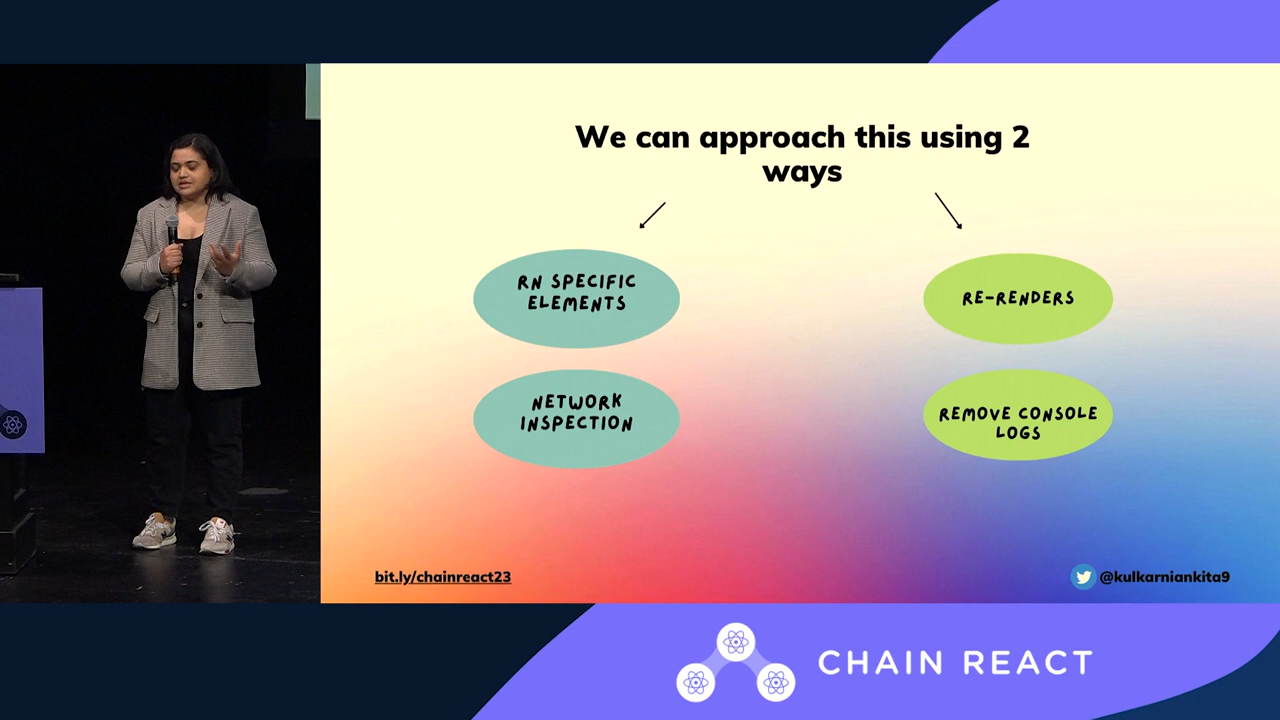 We can approach this using 2
ways
RN SPECIFIC
ELEMENTS
RE-RENDERS
NETWORK
INSPECTION
REMOVE CONSOLE
LOGS
bit.ly/chainreact23
@kulkarniankita9
CHAIN REACT